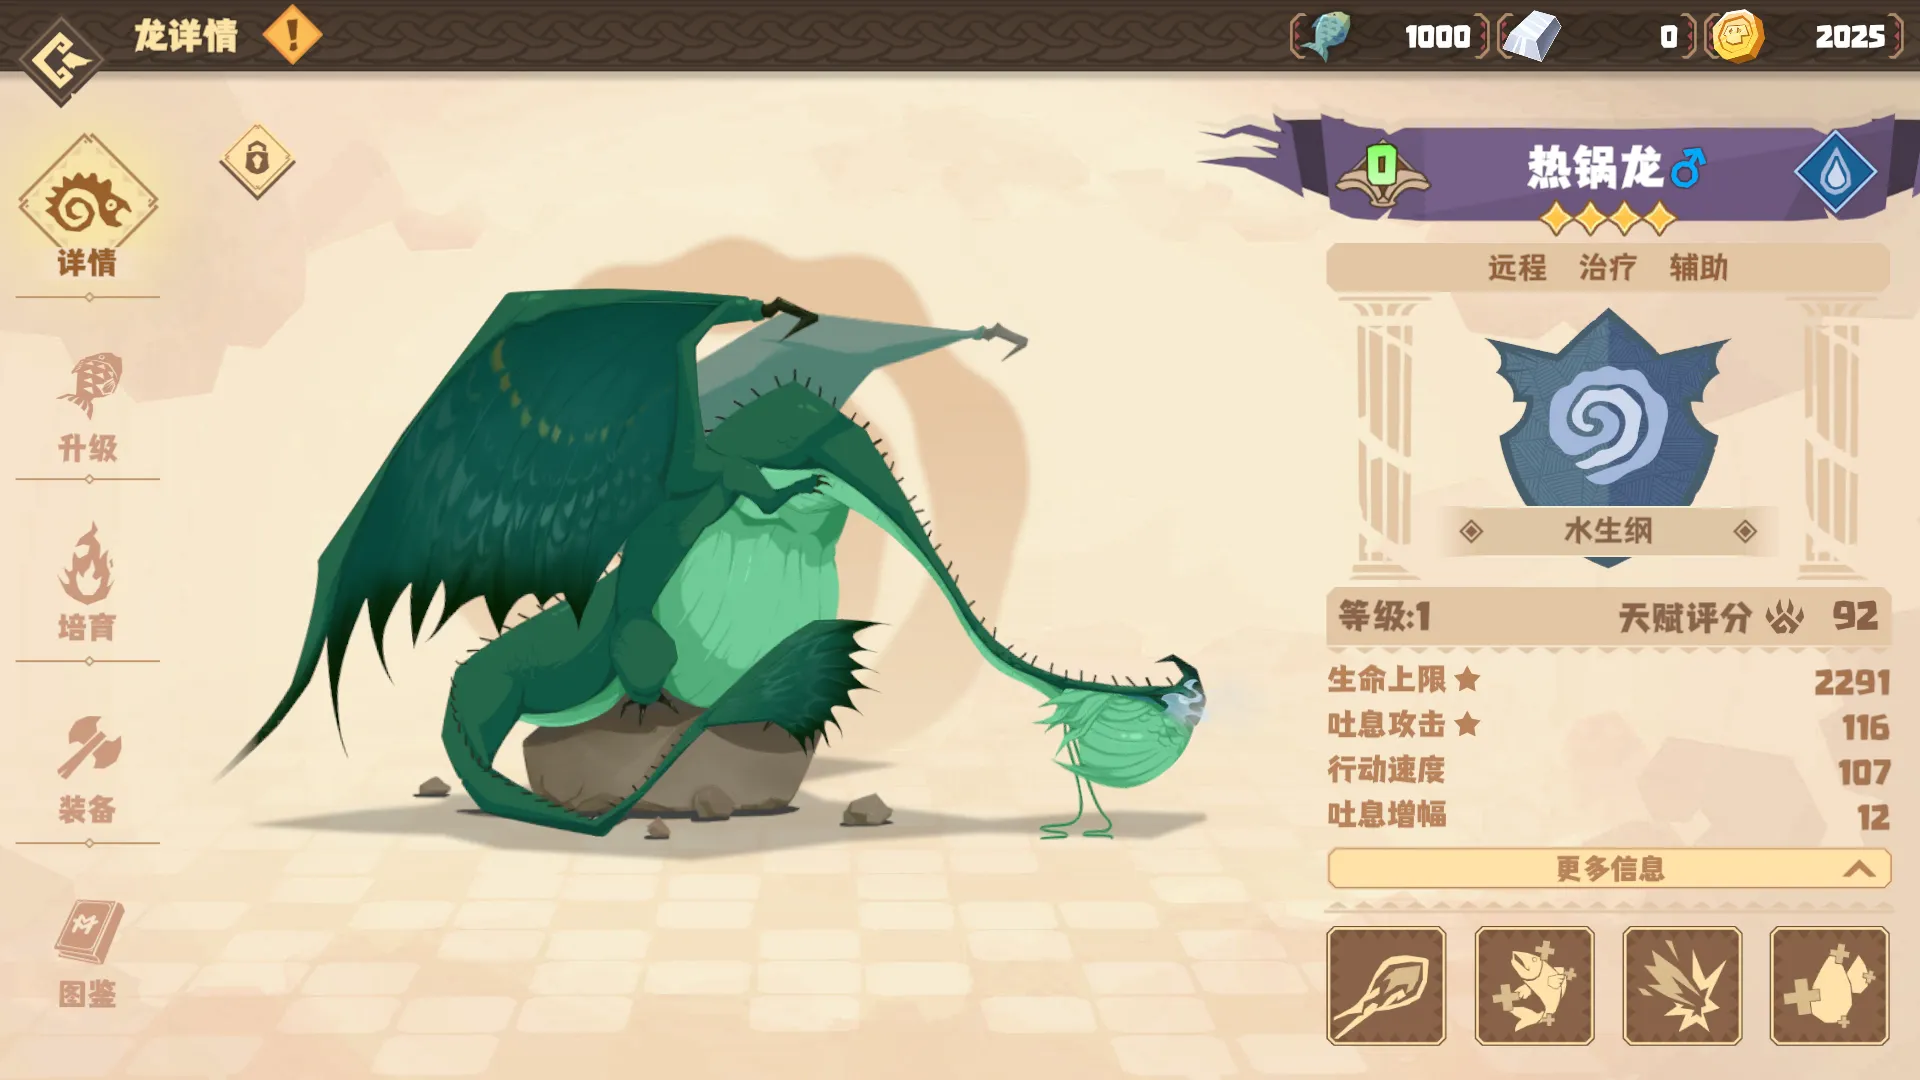 龙详情
1000
0
2025
详情
升级
培育
装备
图鉴
0
热锅龙
远程 治疗 辅助
水生纲
等级:1 天赋评分 92
生命上限 2291
吐息攻击 116
行动速度 107
吐息增幅 12
更多信息